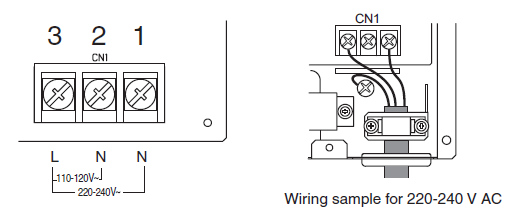 3 2 1
CN1
L N N
110-120V~
220-240V~
CN1
Wiring sample for 220-240 V AC